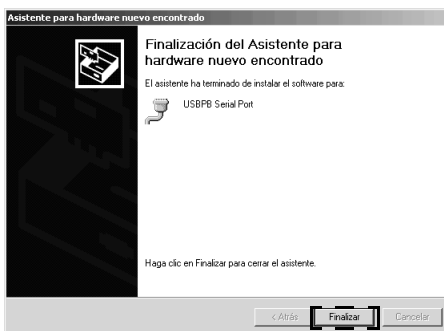 Asistente para hardware nuevo encontrado
Finalización del Asistente para
hardware nuevo encontrado
El asistente ha terminado de instalar el software para:
USBPB Serial Port
Haga clic en Finalizar para cerrar el asistente.
< Atrás Finalizar Cancelar